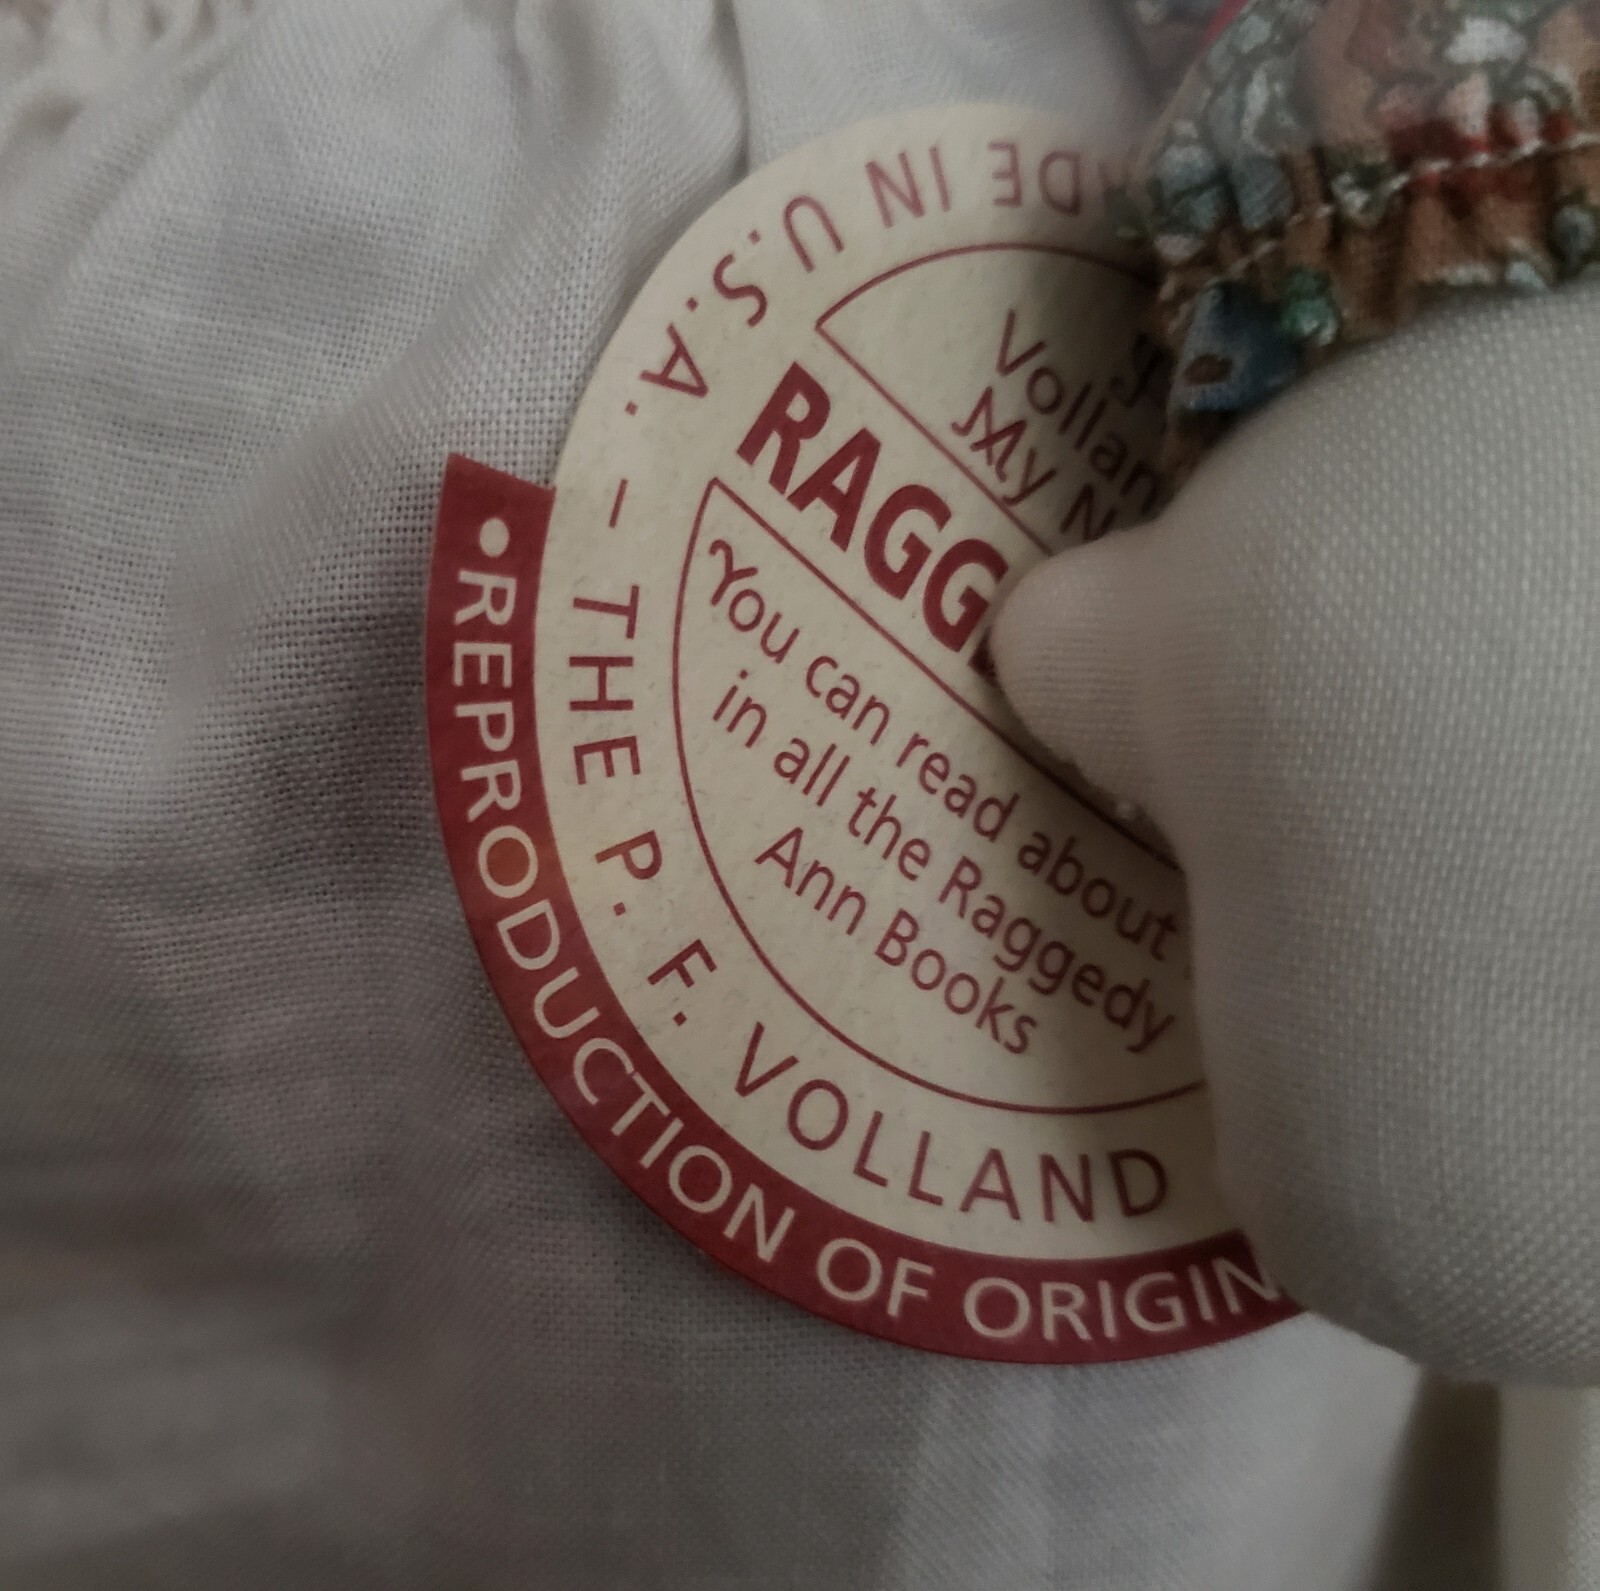 Vollan
My N
RAGG
You can read about
in all the Raggedy
Ann Books
DE IN U.S.A. – THE P. F. VOLLAND
•REPRODUCTION OF ORIGIN